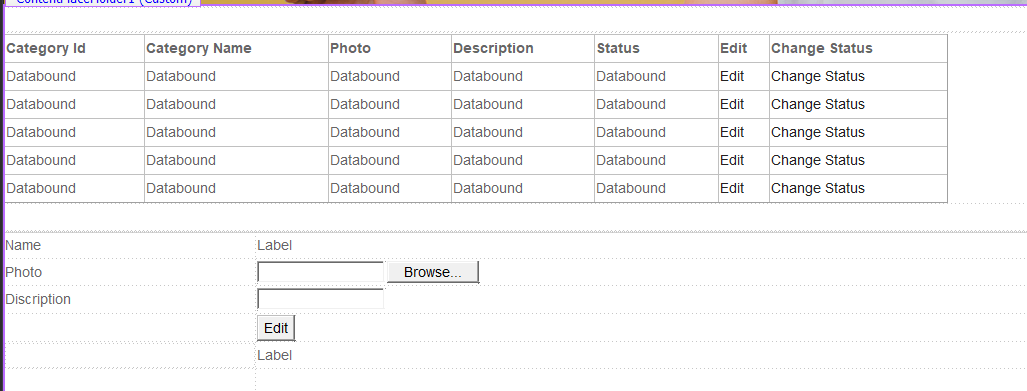 ContentPlaceHolder1 (Custom)
Category Id Category Name Photo Description Status Edit Change Status
Databound Databound Databound Databound Databound Edit Change Status
Databound Databound Databound Databound Databound Edit Change Status
Databound Databound Databound Databound Databound Edit Change Status
Databound Databound Databound Databound Databound Edit Change Status
Databound Databound Databound Databound Databound Edit Change Status
Name Label
Photo Browse...
Discription
Edit
Label